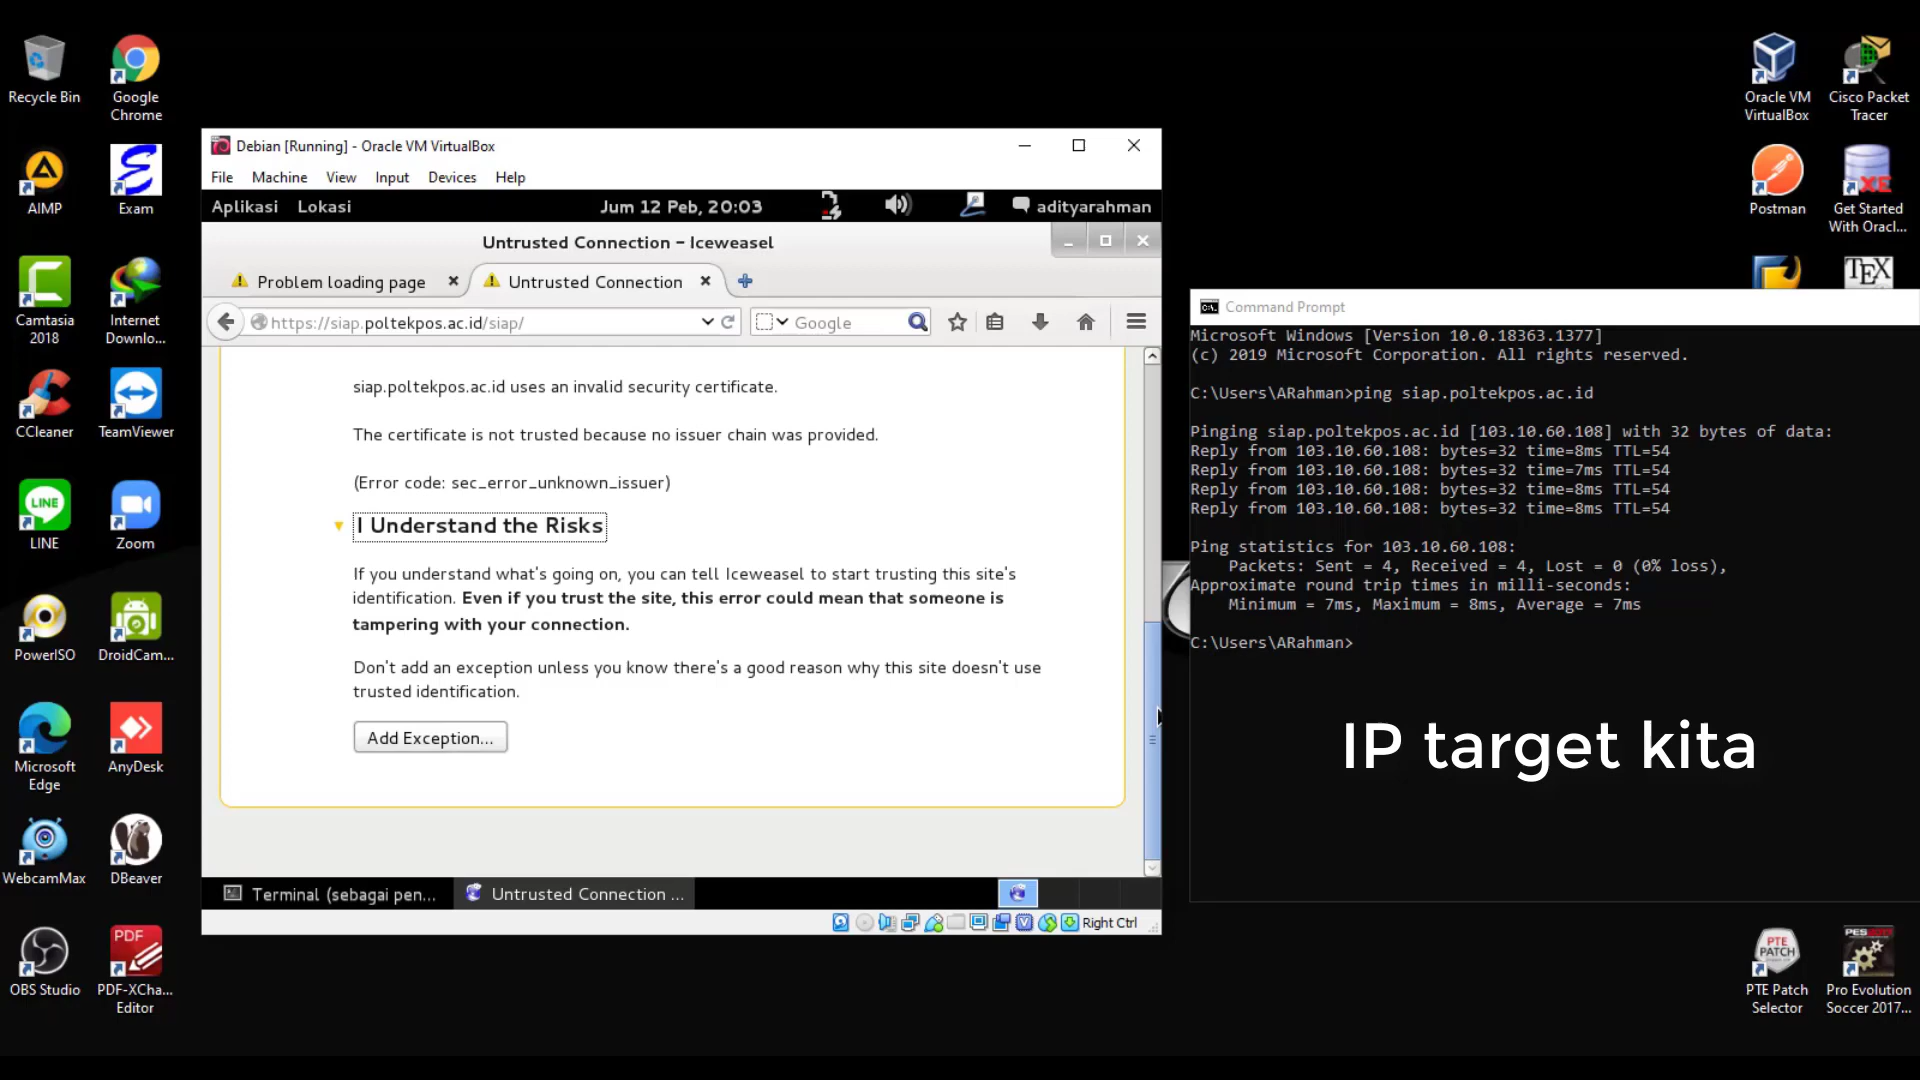 Recycle Bin
Google
Chrome
AIMP
Exam
Camtasia
2018
Internet
Downlo...
CCleaner
TeamViewer
LINE
LINE
Zoom
PowerISO
DroidCam...
Microsoft
Edge
AnyDesk
WebcamMax
DBeaver
OBS Studio
PDF
PDF-XCha...
Editor
Debian [Running] - Oracle VM VirtualBox
File Machine View Input Devices Help
Aplikasi Lokasi Jum 12 Peb, 20:03 adityarahman
Untrusted Connection - Iceweasel
Problem loading page
Untrusted Connection
https://siap.poltekpos.ac.id/siap/
Google
siap.poltekpos.ac.id uses an invalid security certificate.
The certificate is not trusted because no issuer chain was provided.
(Error code: sec_error_unknown_issuer)
I Understand the Risks
If you understand what's going on, you can tell Iceweasel to start trusting this site's
identification. Even if you trust the site, this error could mean that someone is
tampering with your connection.
Don't add an exception unless you know there's a good reason why this site doesn't use
trusted identification.
Add Exception...
Terminal (sebagai pen...
Untrusted Connection ...
Right Ctrl
Oracle VM
VirtualBox
Cisco Packet
Tracer
Postman
XE
Get Started
With Oracl...
TEX
Command Prompt
Microsoft Windows [Version 10.0.18363.1377]
(c) 2019 Microsoft Corporation. All rights reserved.
C:\Users\ARahman>ping siap.poltekpos.ac.id
Pinging siap.poltekpos.ac.id [103.10.60.108] with 32 bytes of data:
Reply from 103.10.60.108: bytes=32 time=8ms TTL=54
Reply from 103.10.60.108: bytes=32 time=7ms TTL=54
Reply from 103.10.60.108: bytes=32 time=8ms TTL=54
Reply from 103.10.60.108: bytes=32 time=8ms TTL=54
Ping statistics for 103.10.60.108:
Packets: Sent = 4, Received = 4, Lost = 0 (0% loss),
Approximate round trip times in milli-seconds:
Minimum = 7ms, Maximum = 8ms, Average = 7ms
C:\Users\ARahman>
IP target kita
PTE
PATCH
PTE Patch
Selector
Pro Evolution
Soccer 2017...